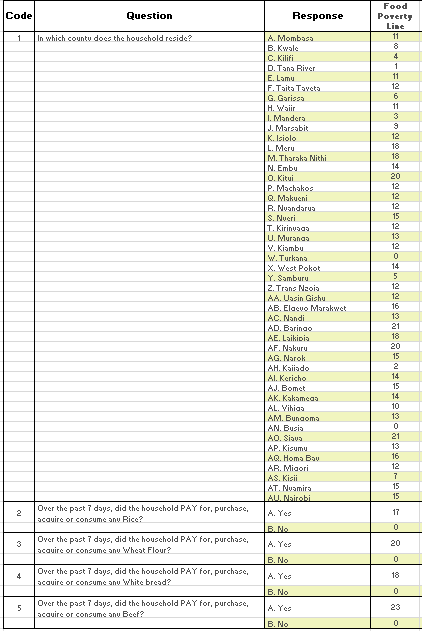 Code Question Response Food Poverty Line
1 In which county does the household reside? A. Mombasa 11
B. Kwale 8
C. Kilifi 4
D. Tana River 1
E. Lamu 11
F. Taita Taveta 12
G. Garissa 6
H. Wajir 11
I. Mandera 3
J. Marsabit 9
K. Isiolo 12
L. Meru 18
M. Tharaka Nithi 18
N. Embu 14
O. Kitui 20
P. Machakos 12
Q. Makueni 12
R. Nyandarua 12
S. Nyeri 15
T. Kirinyaga 12
U. Muranga 13
V. Kiambu 12
W. Turkana 0
X. West Pokot 14
Y. Samburu 5
Z. Trans Nzoia 12
AA. Uasin Gishu 12
AB. Elgeyo Marakwet 16
AC. Nandi 13
AD. Baringo 21
AE. Laikipia 18
AF. Nakuru 20
AG. Narok 15
AH. Kajiado 2
AI. Kericho 14
AJ. Bomet 15
AK. Kakamega 14
AL. Vihiga 10
AM. Bungoma 13
AN. Busia 0
AO. Siaya 21
AP. Kisumu 13
AQ. Homa Bay 16
AR. Migori 12
AS. Kisii 7
AT. Nyamira 15
AU. Nairobi 15
2 Over the past 7 days, did the household PAY for, purchase, acquire or consume any Rice? A. Yes 17
B. No 0
3 Over the past 7 days, did the household PAY for, purchase, acquire or consume any Wheat Flour? A. Yes 20
B. No 0
4 Over the past 7 days, did the household PAY for, purchase, acquire or consume any White bread? A. Yes 18
B. No 0
5 Over the past 7 days, did the household PAY for, purchase, acquire or consume any Beef? A. Yes 23
B. No 0